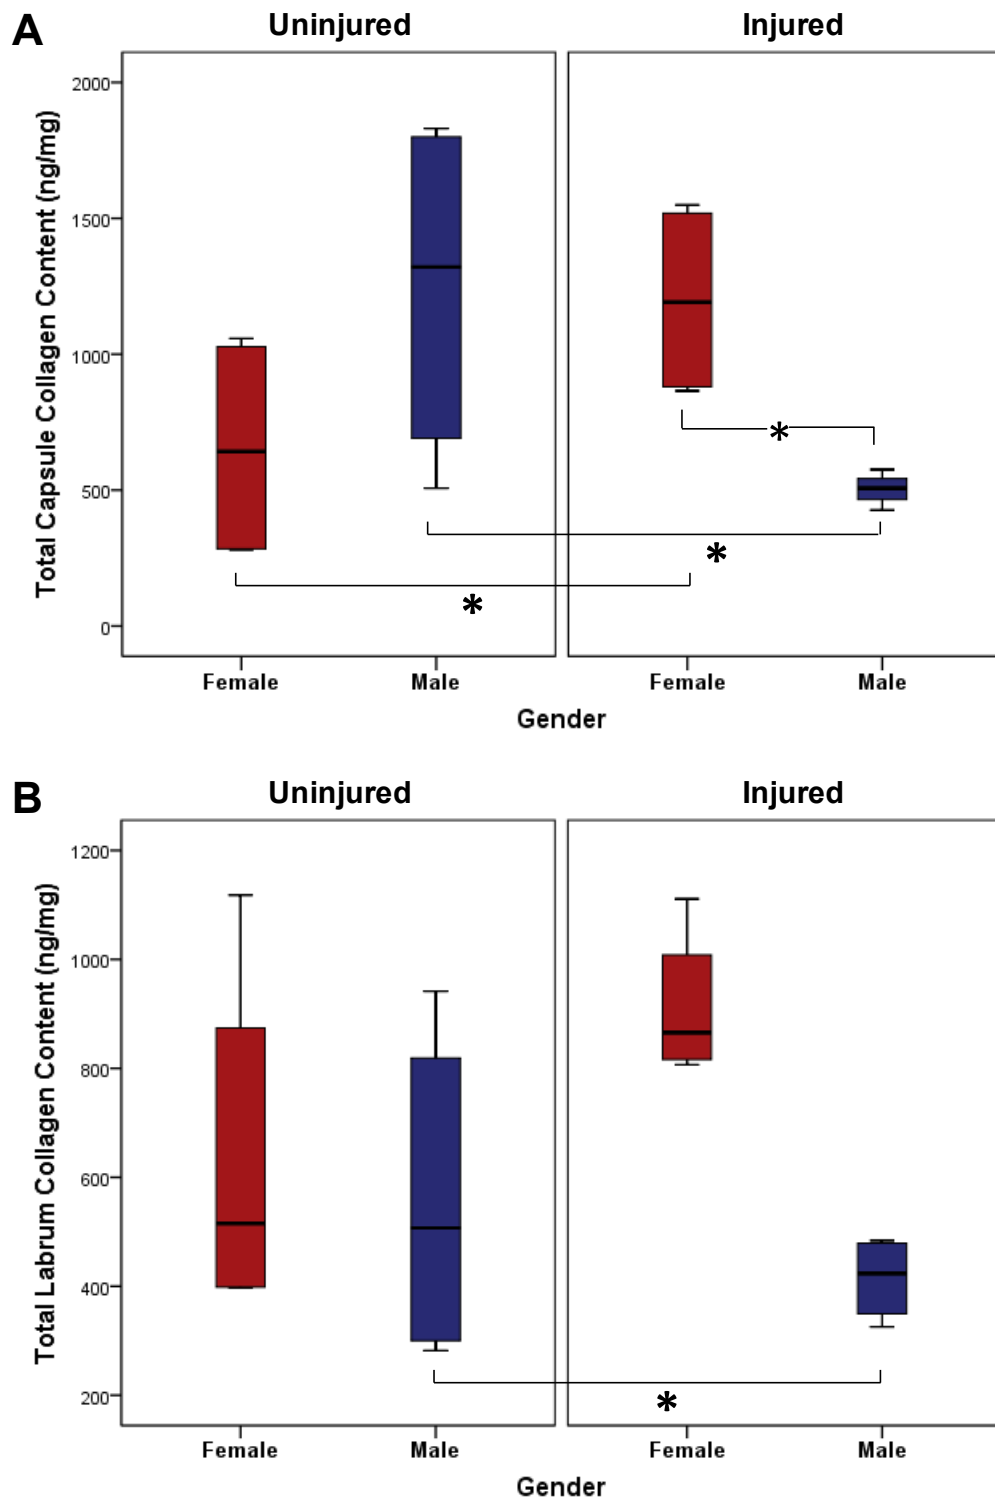 A
Uninjured
Injured
Total Capsule Collagen Content (ng/mg)
2000
1500
1000
500
0
*
*
*
Female
Male
Female
Male
Gender
B
Uninjured
Injured
Total Labrum Collagen Content (ng/mg)
1200
1000
800
600
400
200
*
Female
Male
Female
Male
Gender